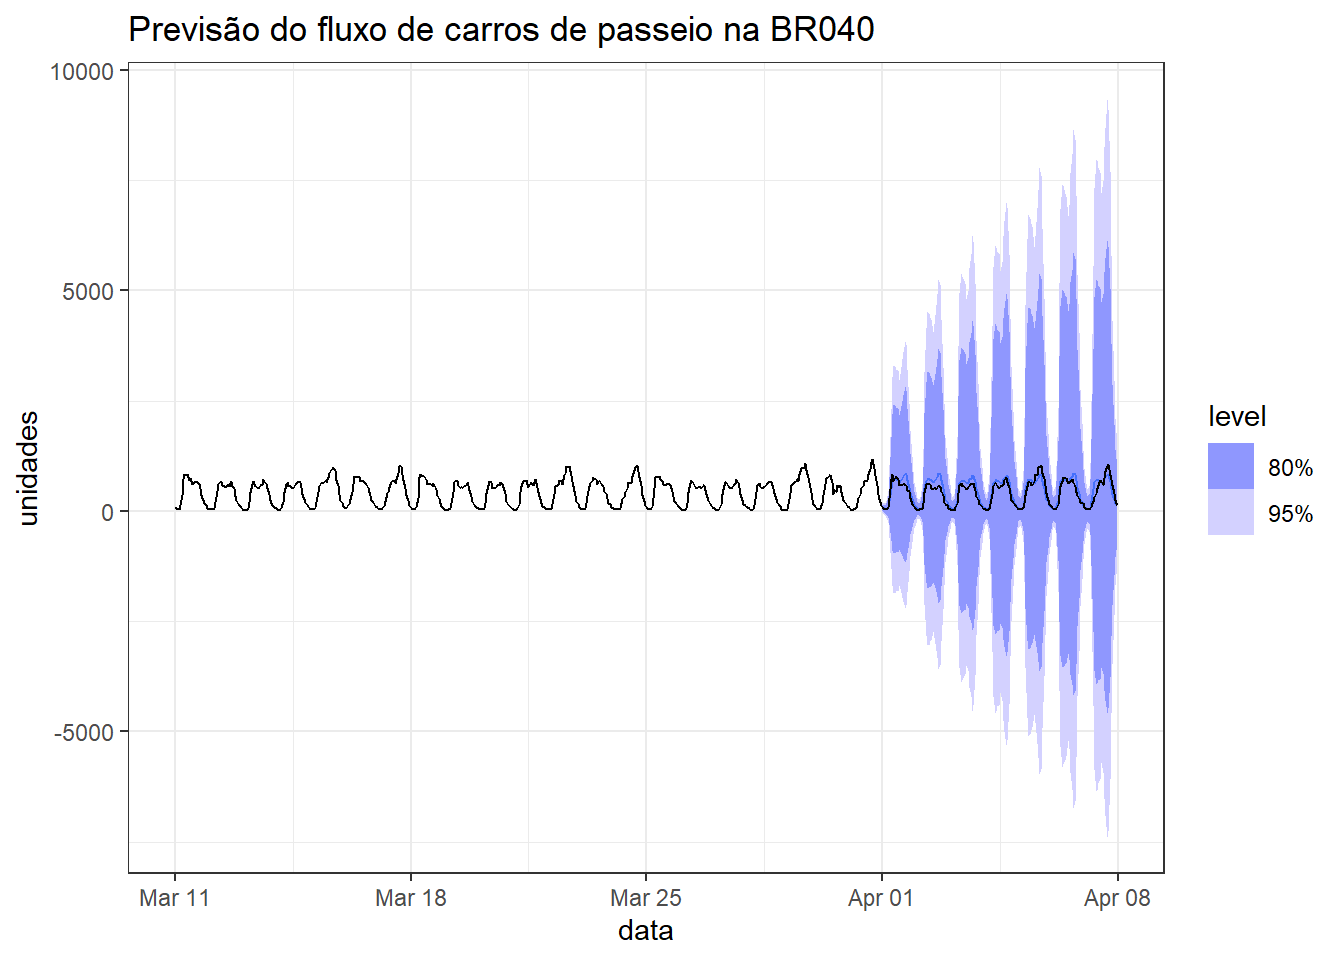 Previsão do fluxo de carros de passeio na BR040
10000
5000
0
-5000
unidades
Mar 11
Mar 18
Mar 25
Apr 01
Apr 08
data
level
80%
95%